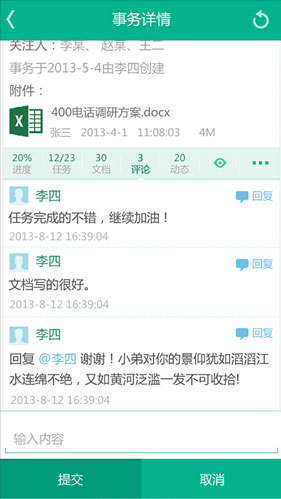 事务详情
关注人：李某、赵某、王二
事务于2013-5-4由李四创建
附件：
400电话调研方案.docx
张三 2013-4-1 11:08:03 4M
20% 12/23 30 3 20
进度 任务 文档 评论 动态
李四 回复
任务完成的不错，继续加油！
2013-8-12 16:39:04
李四 回复
文档写的很好。
2013-8-12 16:39:04
李四 回复
回复 @李四 谢谢！小弟对你的景仰犹如滔滔江
水连绵不绝，又如黄河泛滥一发不可收拾!
2013-8-12 16:39:04
输入内容
提交 取消